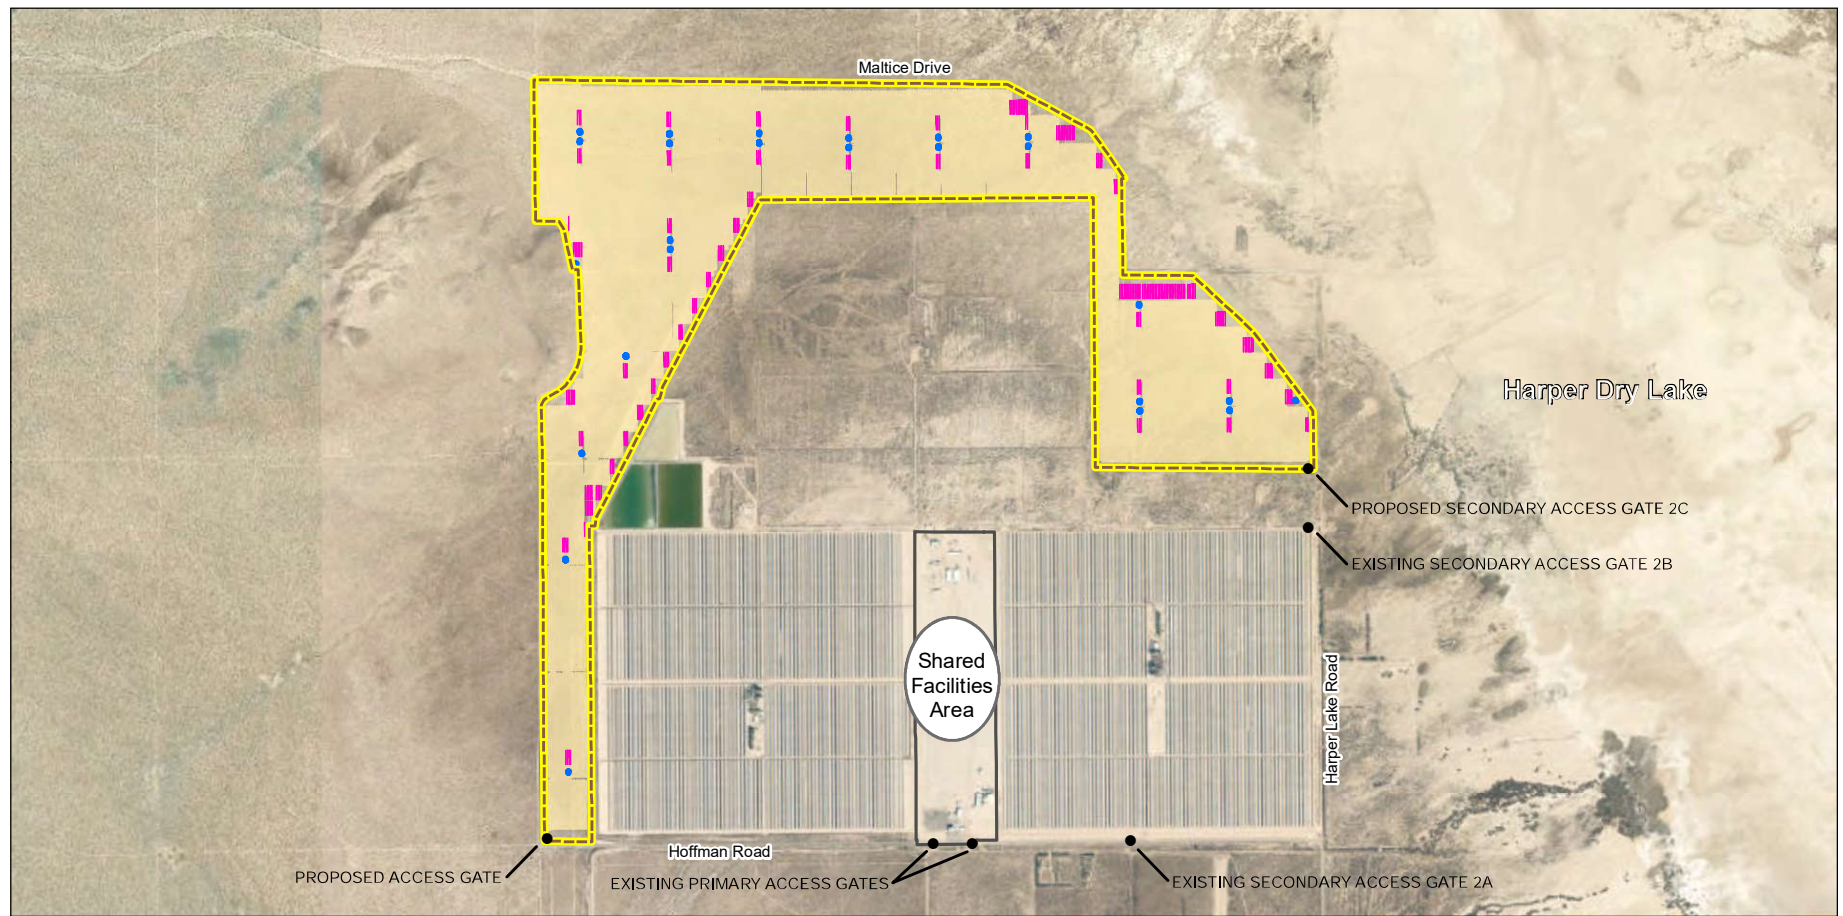 Maltice Drive
Harper Dry Lake
PROPOSED SECONDARY ACCESS GATE 2C
EXISTING SECONDARY ACCESS GATE 2B
Shared
Facilities
Area
Harper Lake Road
Hoffman Road
PROPOSED ACCESS GATE
EXISTING PRIMARY ACCESS GATES
EXISTING SECONDARY ACCESS GATE 2A